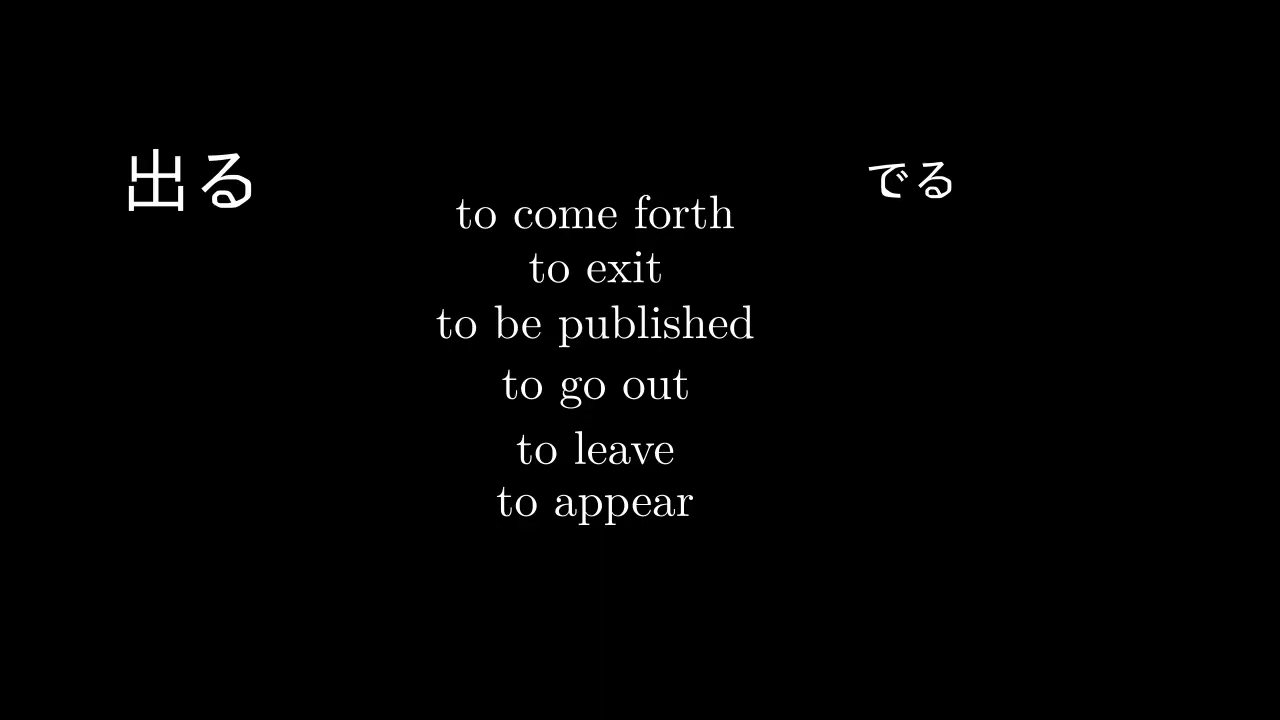 出る
でる
to come forth
to exit
to be published
to go out
to leave
to appear